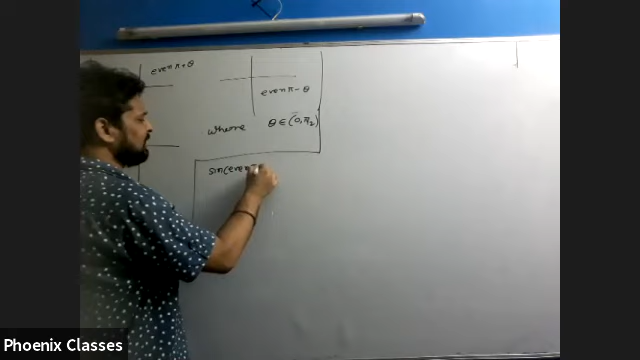 even π + θ
even π - θ
where θ ∈ (0, π/2)
sin(even π
Phoenix Classes